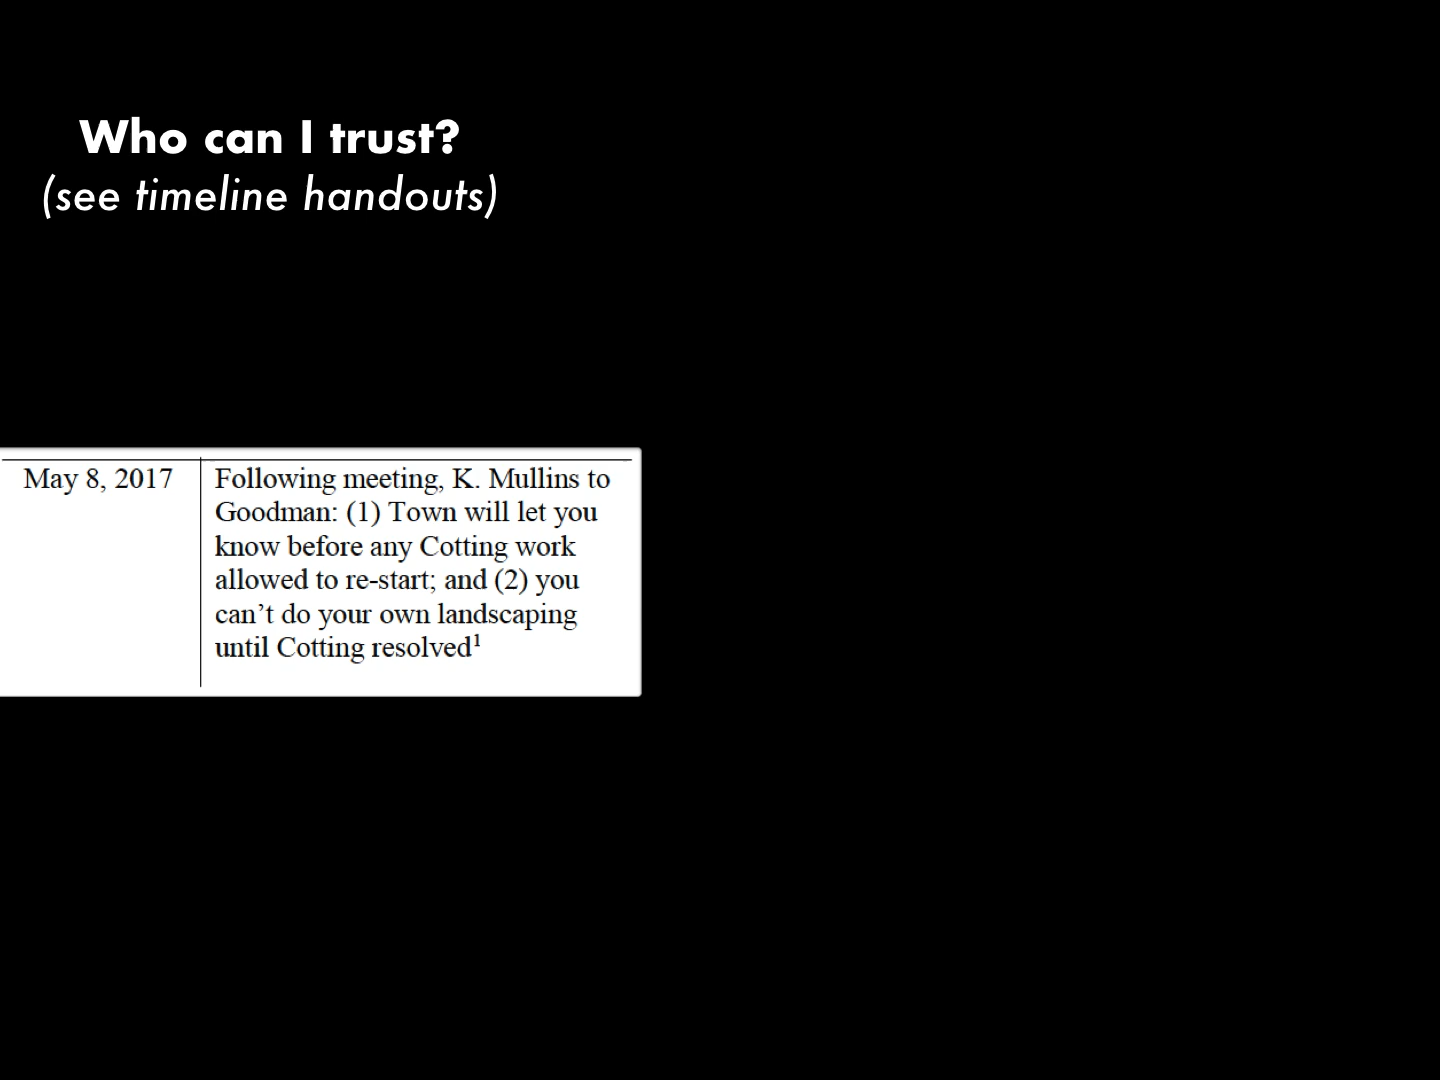 Who can I trust?
(see timeline handouts)
May 8, 2017
Following meeting, K. Mullins to
Goodman: (1) Town will let you
know before any Cotting work
allowed to re-start; and (2) you
can’t do your own landscaping
until Cotting resolved¹